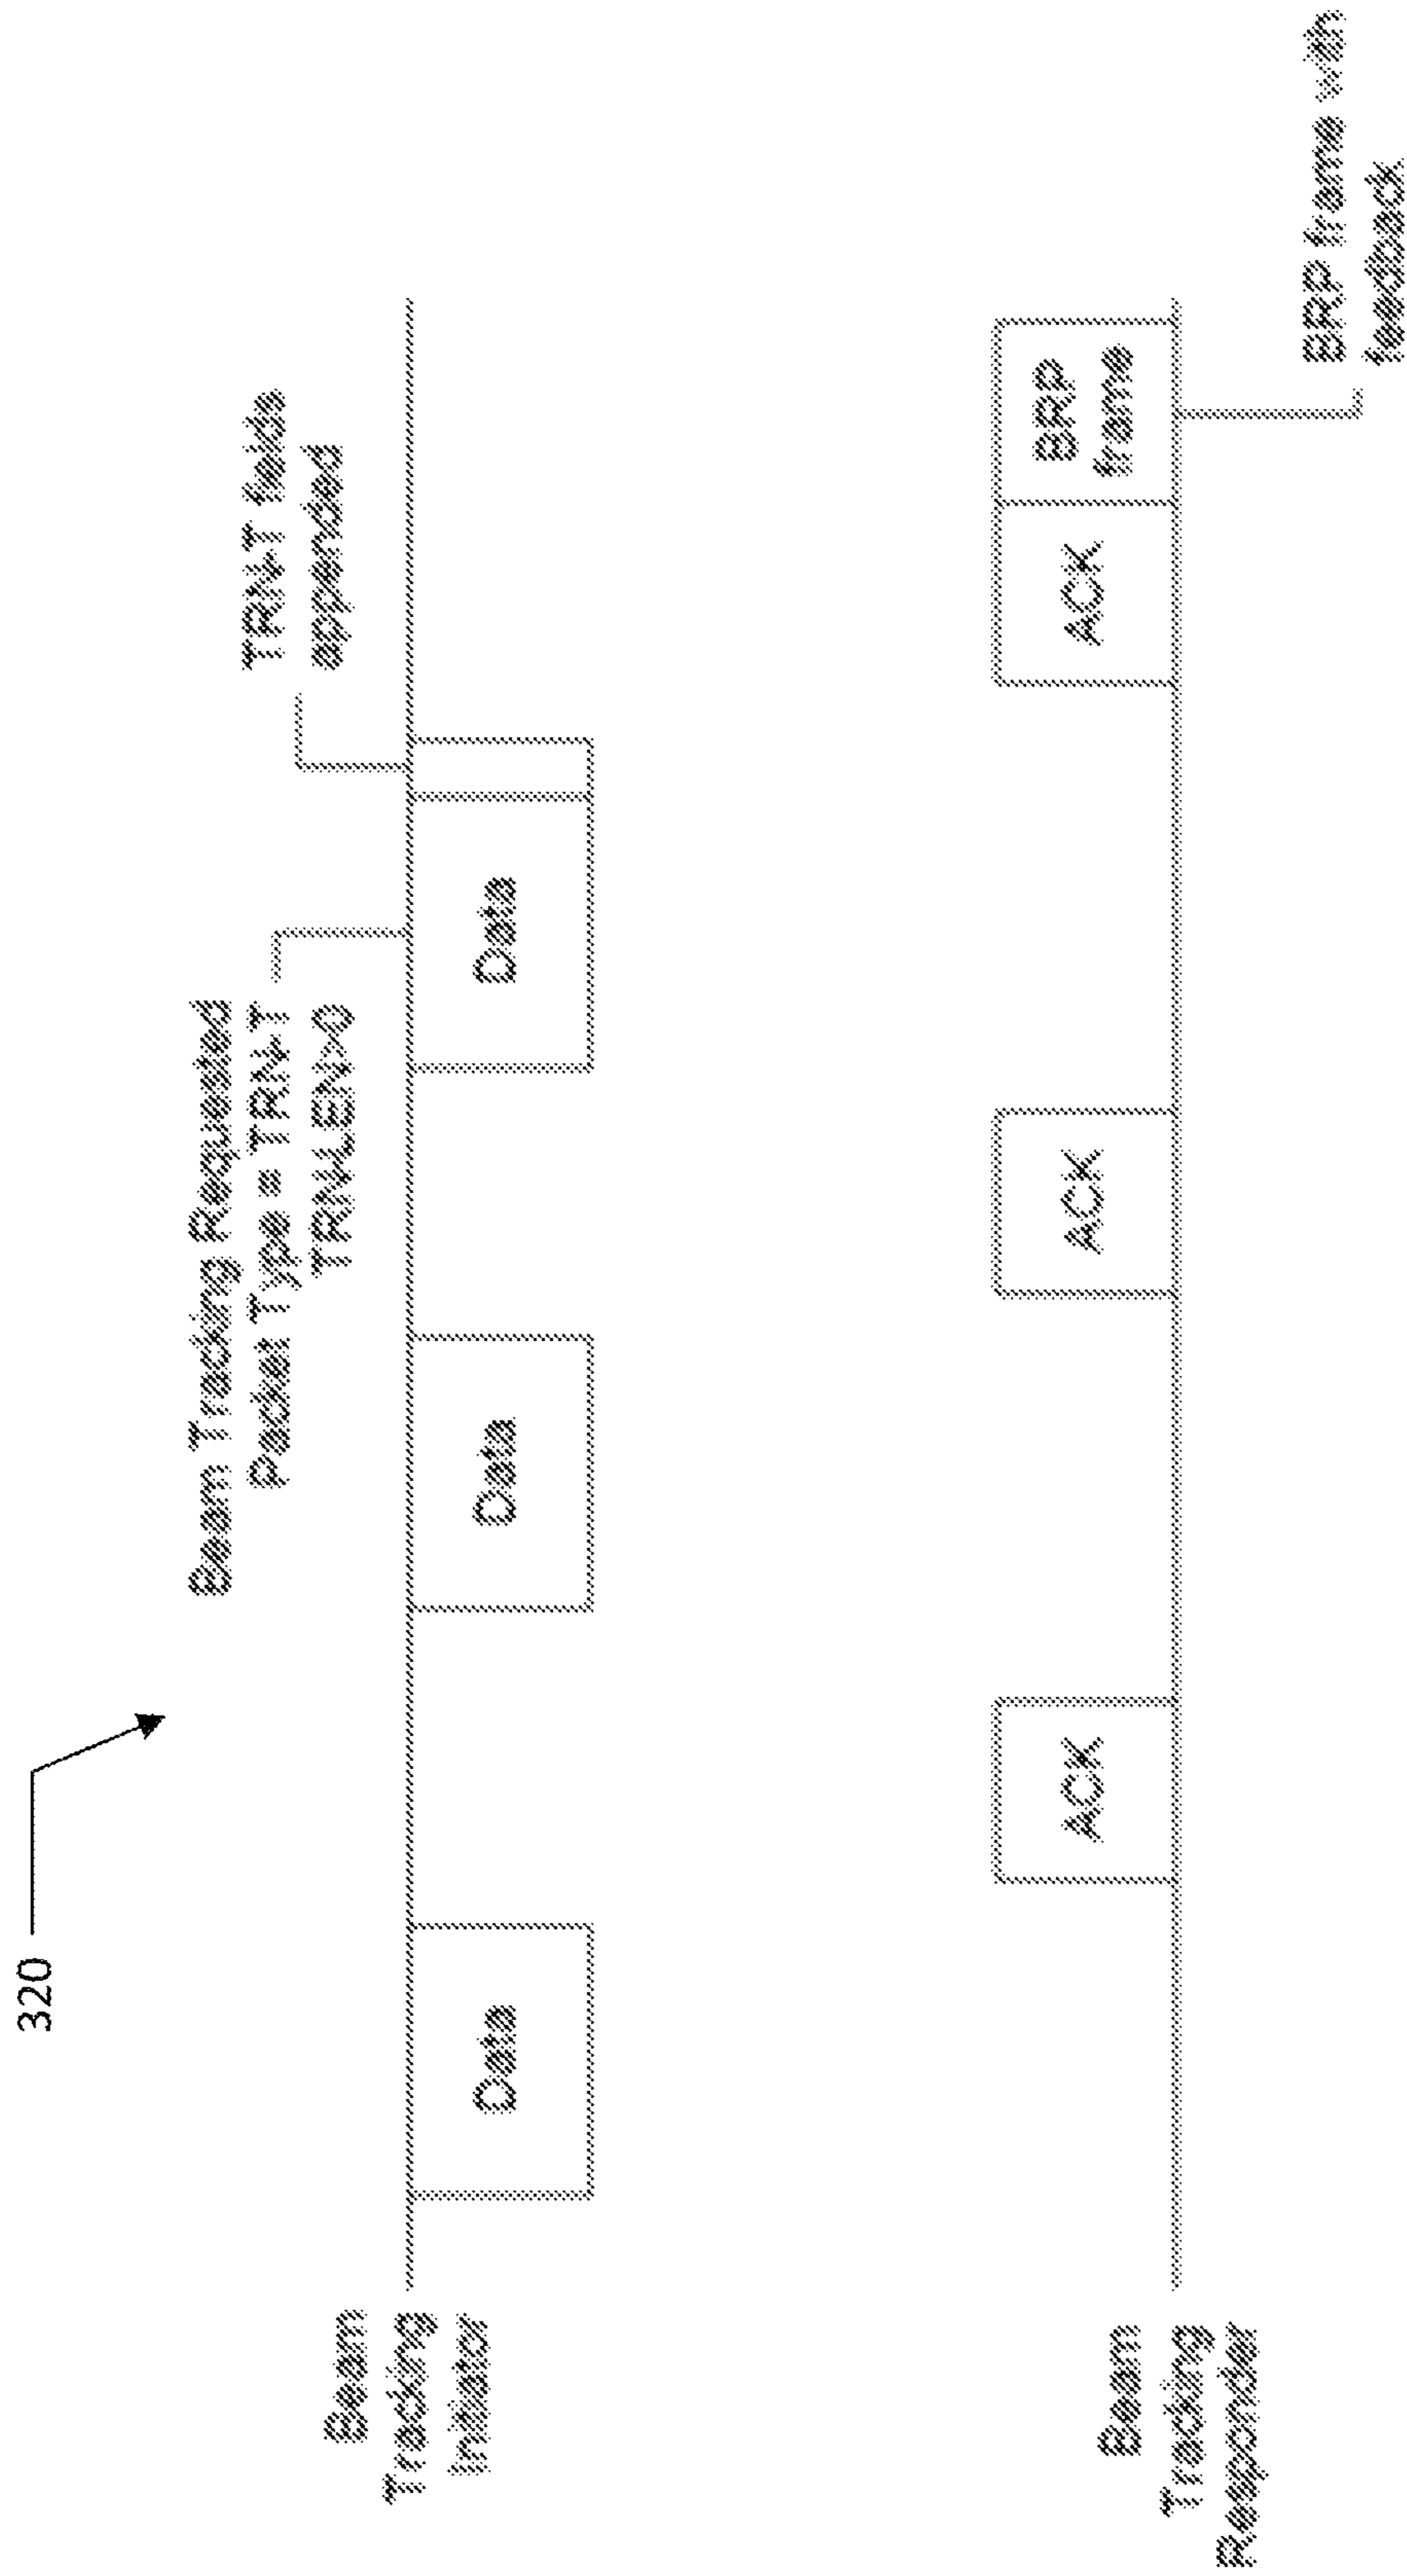 320
Beam Tracking Requested
Packet Type = TRN-T
TRN-LEN>0
TRN-T fields
appended
Beam
Tracking
Initiator
Data
Data
Data
Beam
Tracking
Responder
ACK
ACK
ACK
BRP
frame
BRP frame with
feedback